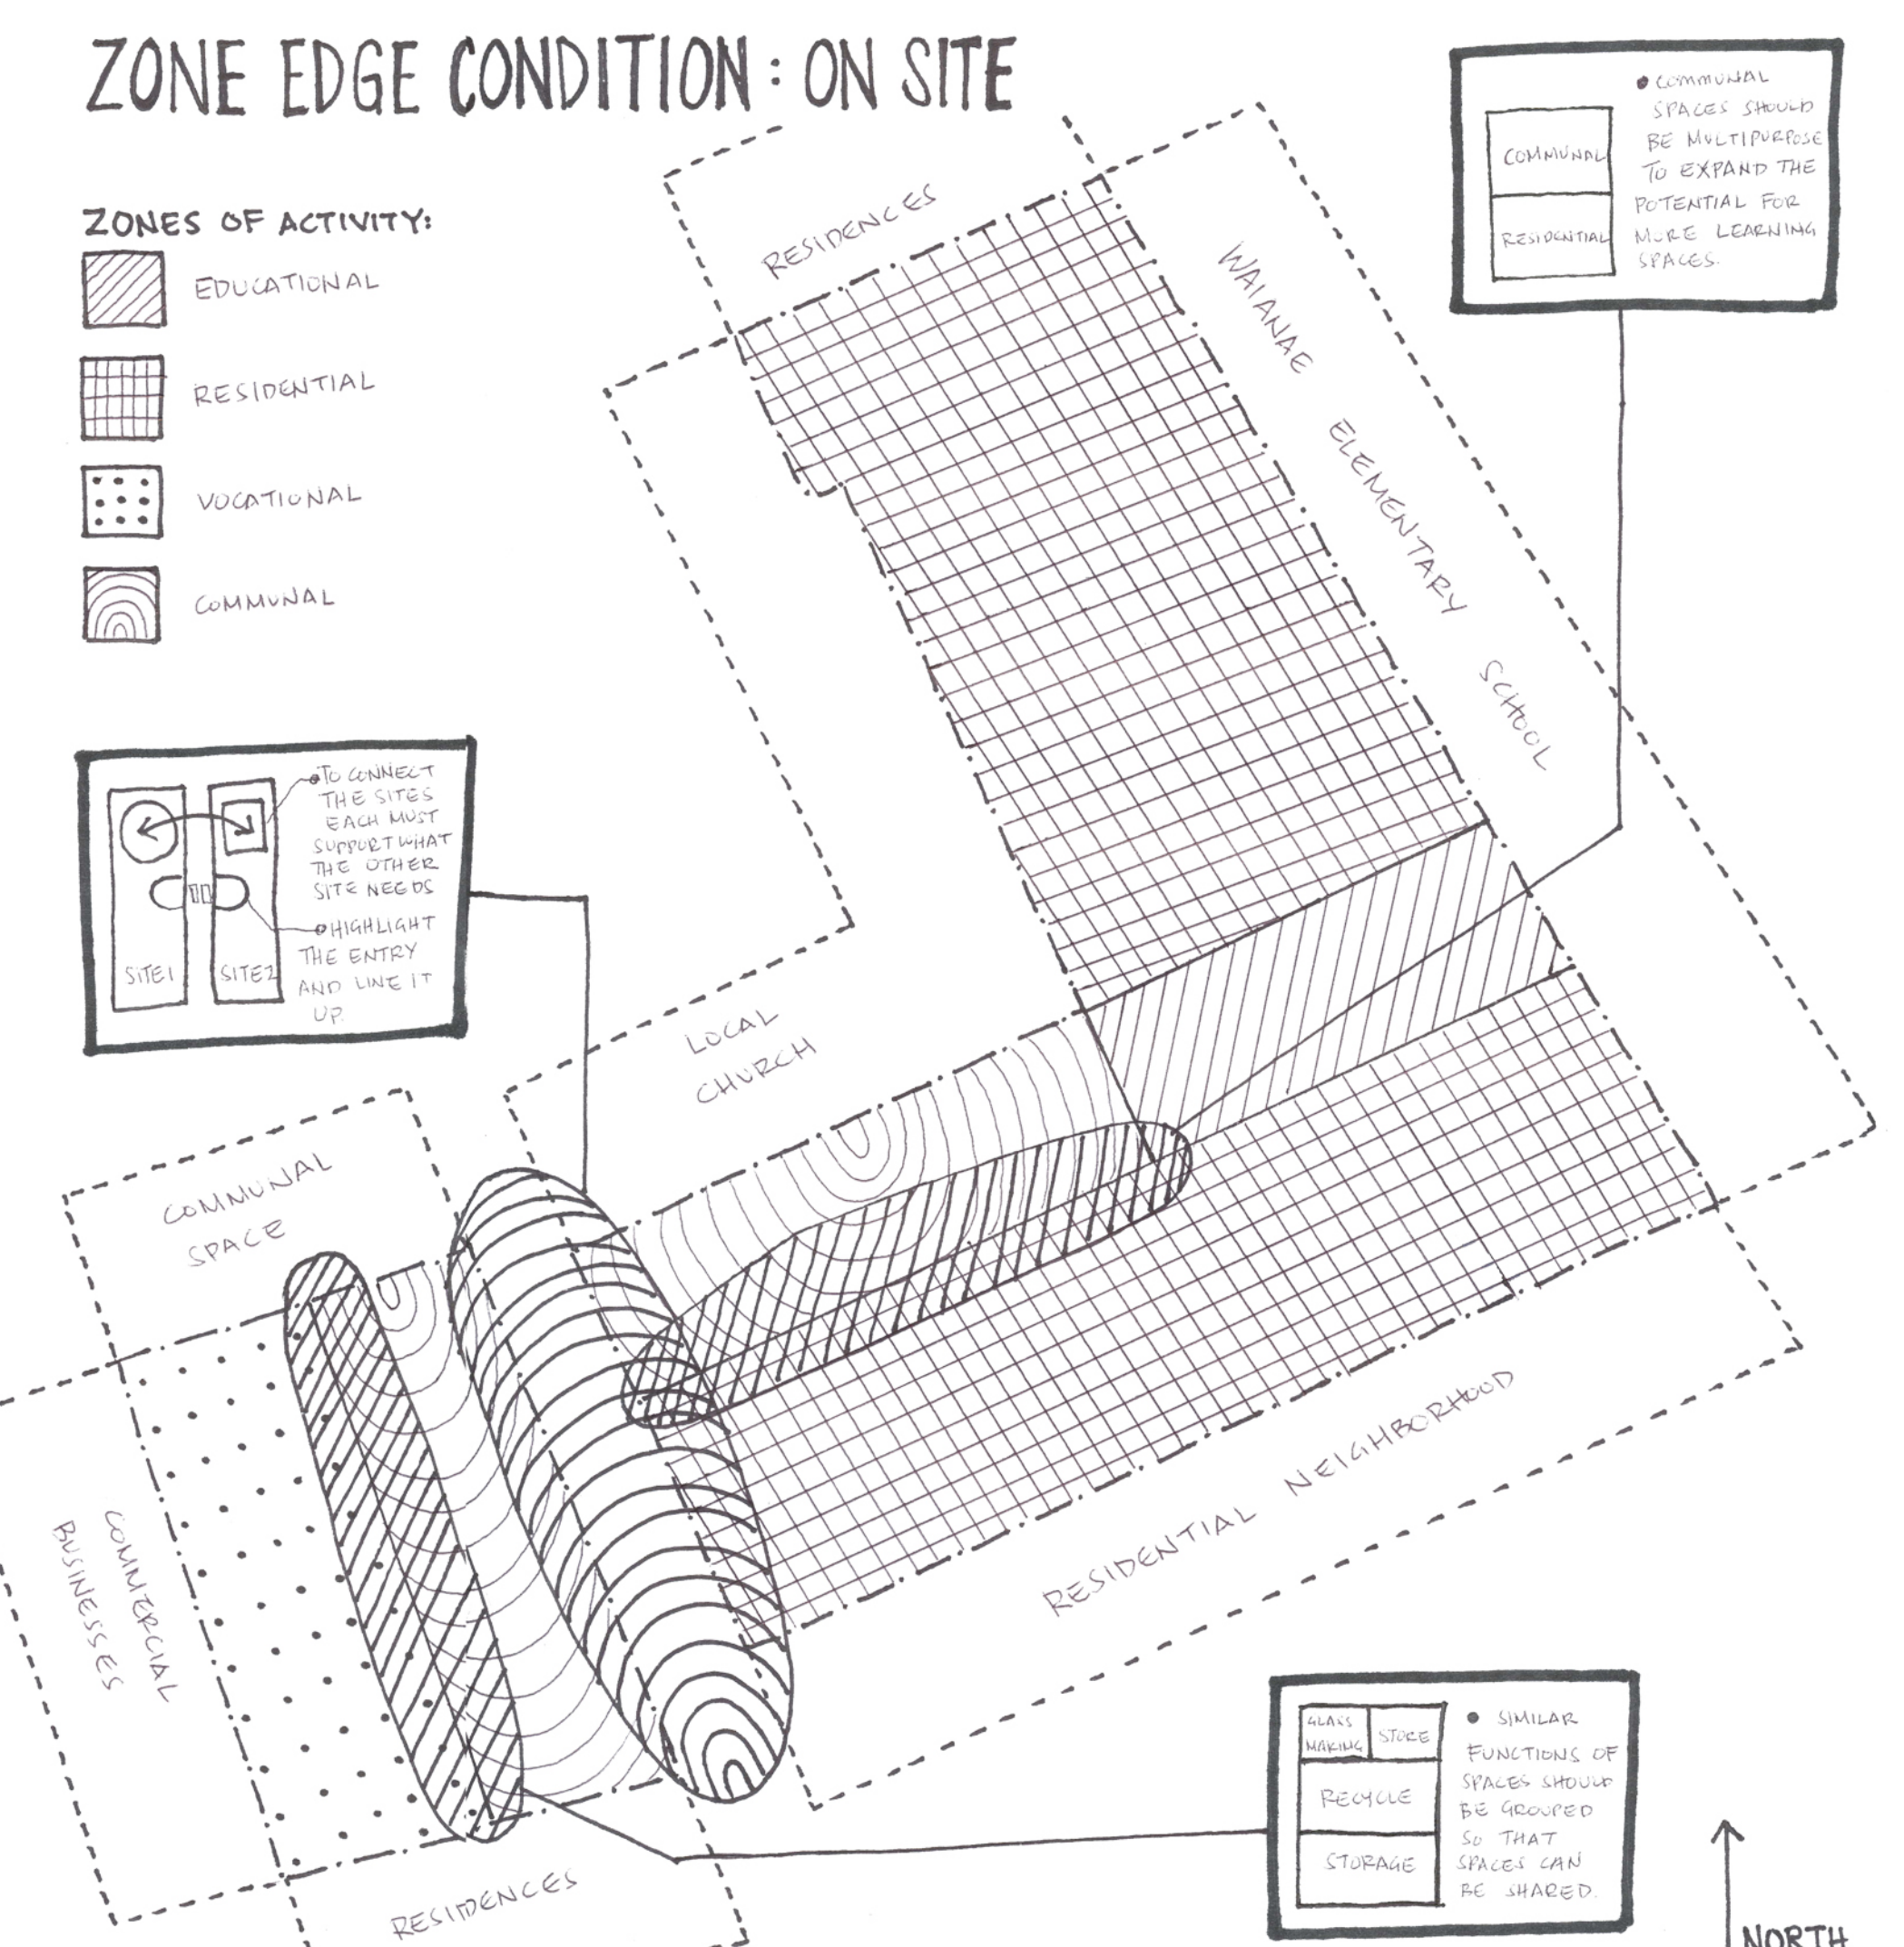 ZONE EDGE CONDITION: ON SITE
ZONES OF ACTIVITY:
EDUCATIONAL
RESIDENTIAL
VOCATIONAL
COMMUNAL
COMMUNAL
RESIDENTIAL
• COMMUNAL
SPACES SHOULD
BE MULTIPURPOSE
TO EXPAND THE
POTENTIAL FOR
MORE LEARNING
SPACES.
RESIDENCES
WAIANAE ELEMENTARY SCHOOL
SITE1
SITE2
•TO CONNECT
THE SITES
EACH MUST
SUPPORT WHAT
THE OTHER
SITE NEEDS
•HIGHLIGHT
THE ENTRY
AND LINE IT
UP.
LOCAL
CHURCH
COMMUNAL
SPACE
COMMERCIAL
BUSINESSES
RESIDENTIAL NEIGHBORHOOD
RESIDENCES
GLASS
MAKING
STORE
RECYCLE
STORAGE
• SIMILAR
FUNCTIONS OF
SPACES SHOULD
BE GROUPED
SO THAT
SPACES CAN
BE SHARED.
NORTH